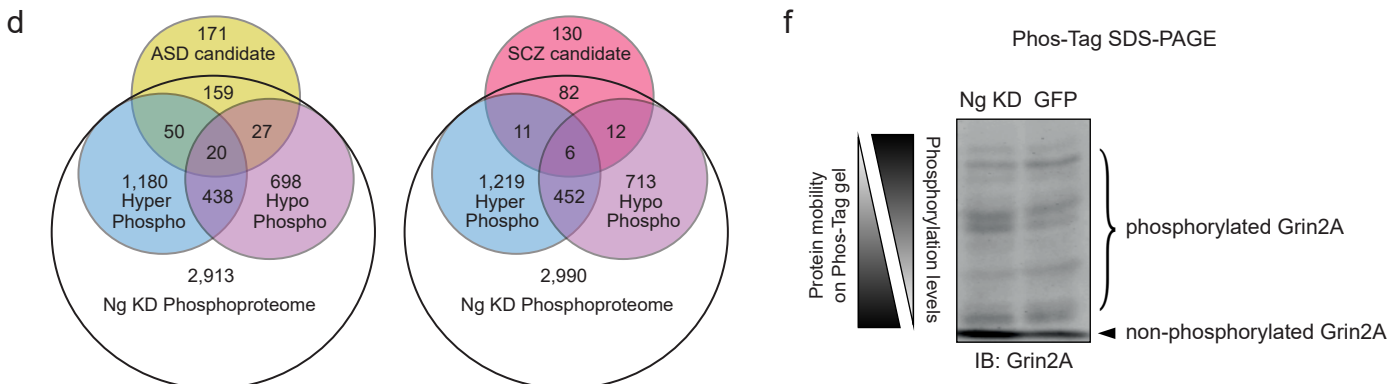 d
171
ASD candidate
159
50
27
20
1,180
Hyper
Phospho
438
698
Hypo
Phospho
2,913
Ng KD Phosphoproteome
130
SCZ candidate
82
11
12
6
1,219
Hyper
Phospho
452
713
Hypo
Phospho
2,990
Ng KD Phosphoproteome
f
Phos-Tag SDS-PAGE
Ng KD GFP
Protein mobility
on Phos-Tag gel
Phosphorylation levels
phosphorylated Grin2A
non-phosphorylated Grin2A
IB: Grin2A